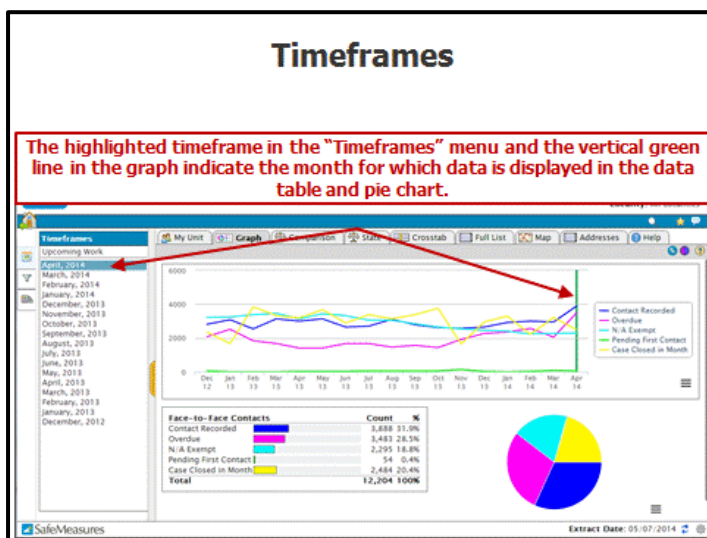 Timeframes
The highlighted timeframe in the “Timeframes” menu and the vertical green
line in the graph indicate the month for which data is displayed in the data
table and pie chart.
Timeframes
Upcoming Work
April, 2014
March, 2014
February, 2014
January, 2014
December, 2013
November, 2013
October, 2013
September, 2013
August, 2013
July, 2013
June, 2013
May, 2013
April, 2013
March, 2013
February, 2013
January, 2013
December, 2012
My Unit Graph Comparison State Crosstab Full List Map Addresses Help
6000
4000
2000
0
Dec Jan Feb Mar Apr May Jun Jul Aug Sep Oct Nov Dec Jan Feb Mar Apr
12 13 13 13 13 13 13 13 13 13 13 13 13 14 14 14 14
Contact Recorded
Overdue
N/A Exempt
Pending First Contact
Case Closed in Month
Face-to-Face Contacts Count %
Contact Recorded 3,888 31.9%
Overdue 3,483 28.5%
N/A Exempt 2,295 18.8%
Pending First Contact 54 0.4%
Case Closed in Month 2,484 20.4%
Total 12,204 100%
SafeMeasures
Extract Date: 05/07/2014